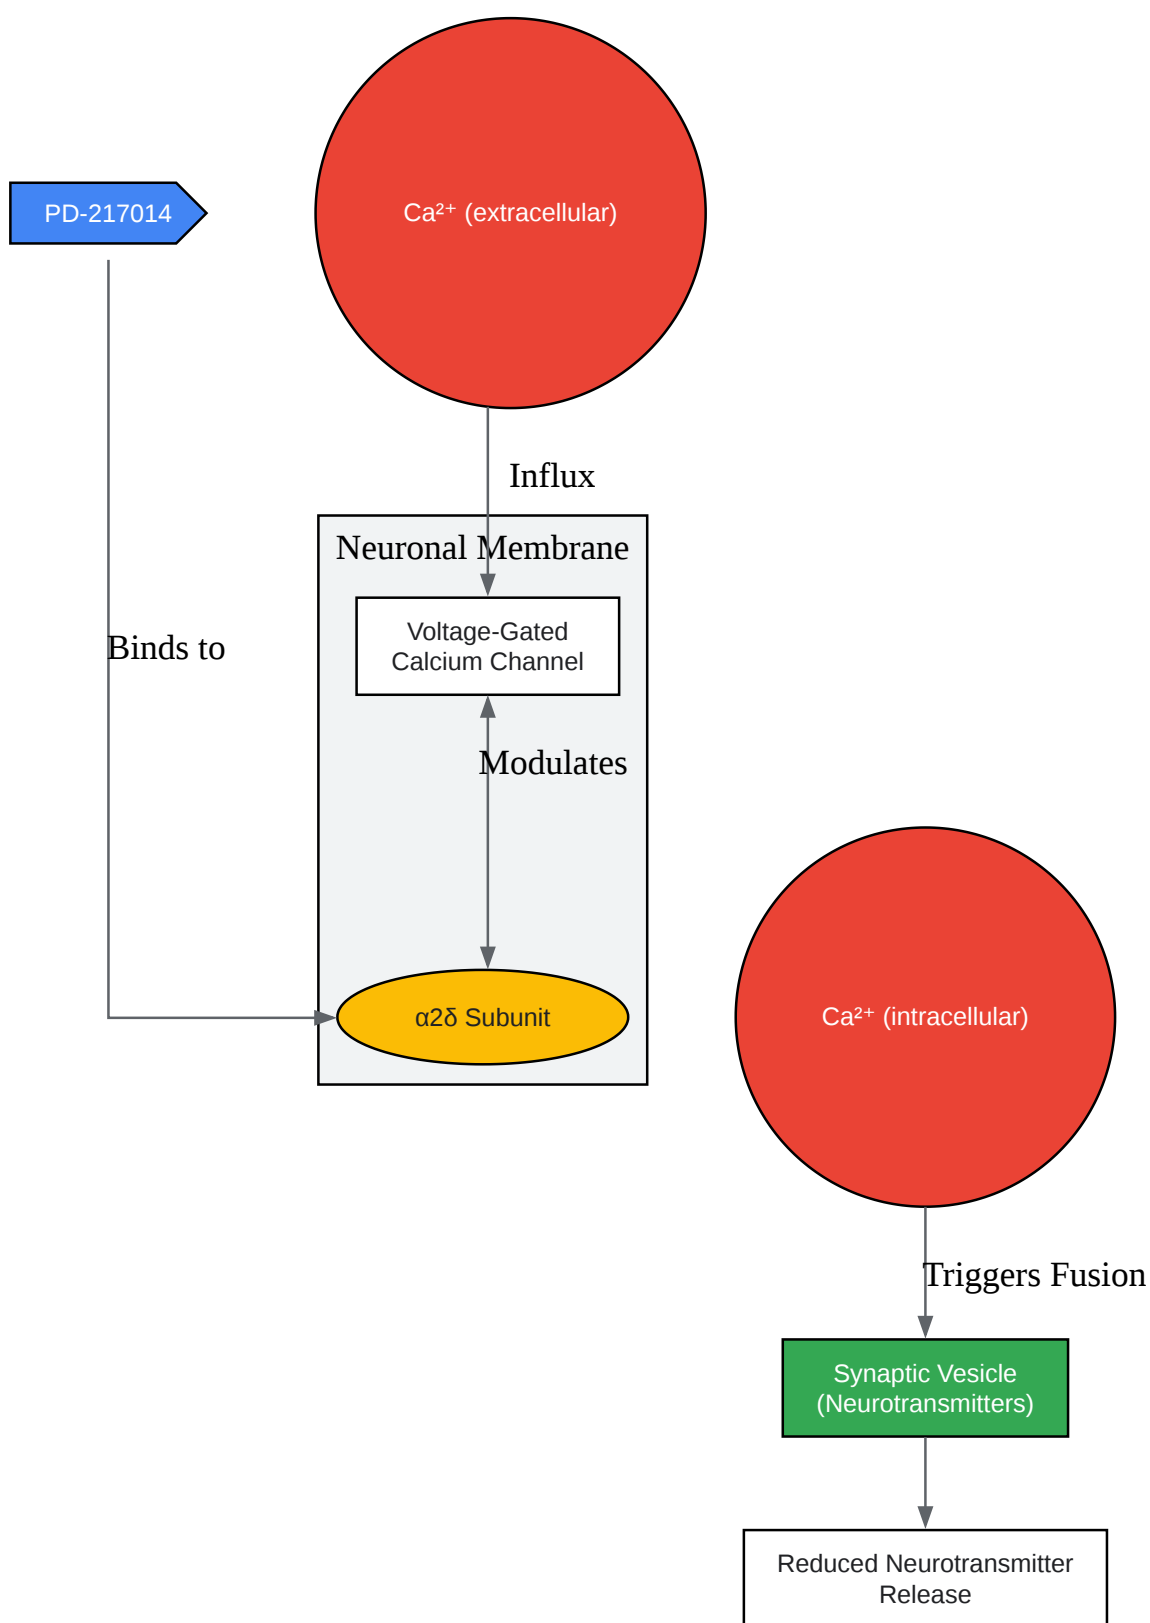 Ca²⁺ (extracellular)
PD-217014
Influx
Neuronal Membrane
Voltage-Gated
Calcium Channel
Binds to
Modulates
α2δ Subunit
Ca²⁺ (intracellular)
Triggers Fusion
Synaptic Vesicle
(Neurotransmitters)
Reduced Neurotransmitter
Release